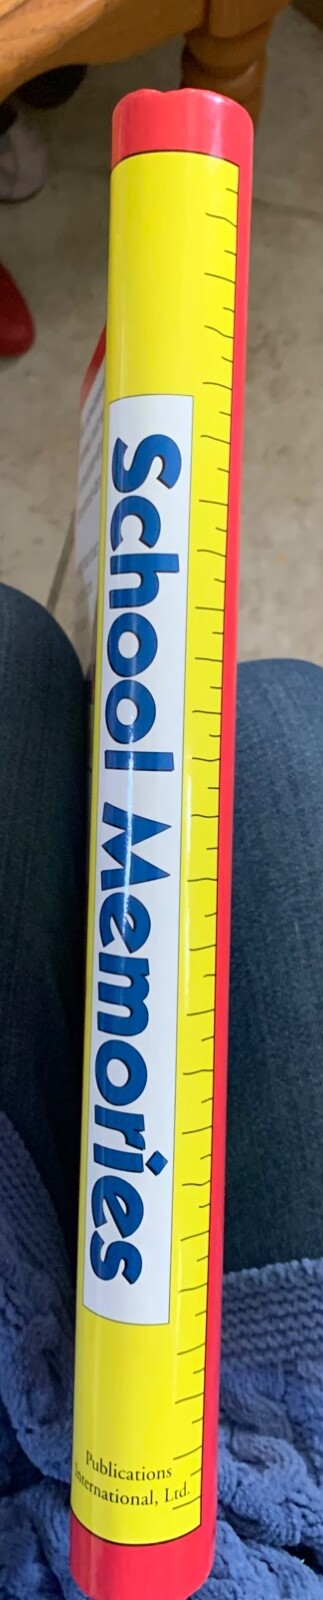 School Memories
Publications
International, Ltd.